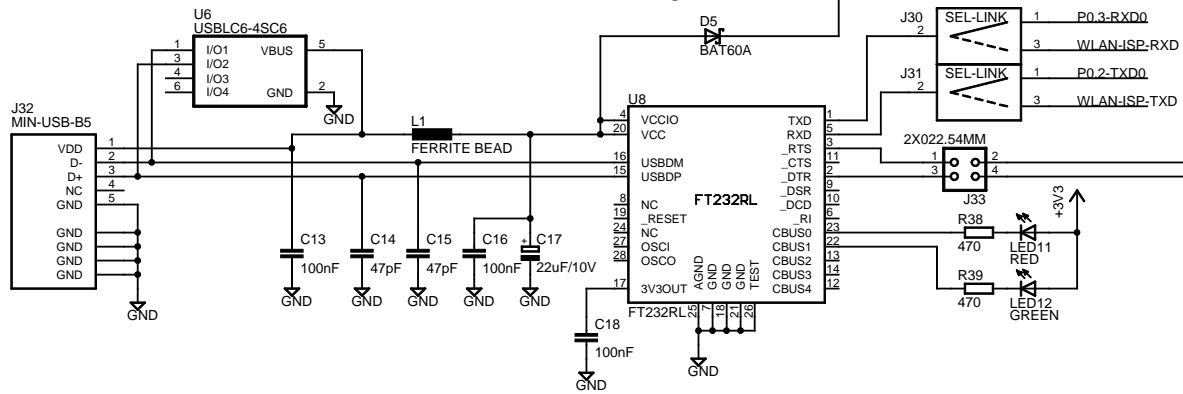 U6
USBLC6-4SC6
1 I/O1 VBUS 5
3 I/O2
4 I/O3
6 I/O4 GND 2
GND
D5
BAT60A
J30 SEL-LINK 1 P0.3-RXD0
2
3 WLAN-ISP-RXD
J31 SEL-LINK 1 P0.2-TXD0
2
3 WLAN-ISP-TXD
J32
MIN-USB-B5
VDD 1
D- 2
D+ 3
NC 4
GND 5
GND
GND
GND
GND
GND
L1
FERRITE BEAD
U8
4 VCCIO TXD 1
20 VCC RXD 5
_RTS 3
16 USBDM _CTS 11
15 USBDP _DTR 2
_DSR 9
8 NC _DCD 10
19 _RESET _RI 6
24 NC CBUS0 23
27 OSCI CBUS1 22
28 OSCO CBUS2 13
CBUS3 14
17 3V3OUT CBUS4 12
FT232RL
AGND GND GND GND TEST
25 7 18 21 26
FT232RL
GND
2X022.54MM
1 2
3 4
J33
+3V3
R38
470
LED11
RED
R39
470
LED12
GREEN
C13
100nF
GND
C14
47pF
GND
C15
47pF
GND
C16
100nF
GND
+
C17
22uF/10V
GND
C18
100nF
GND